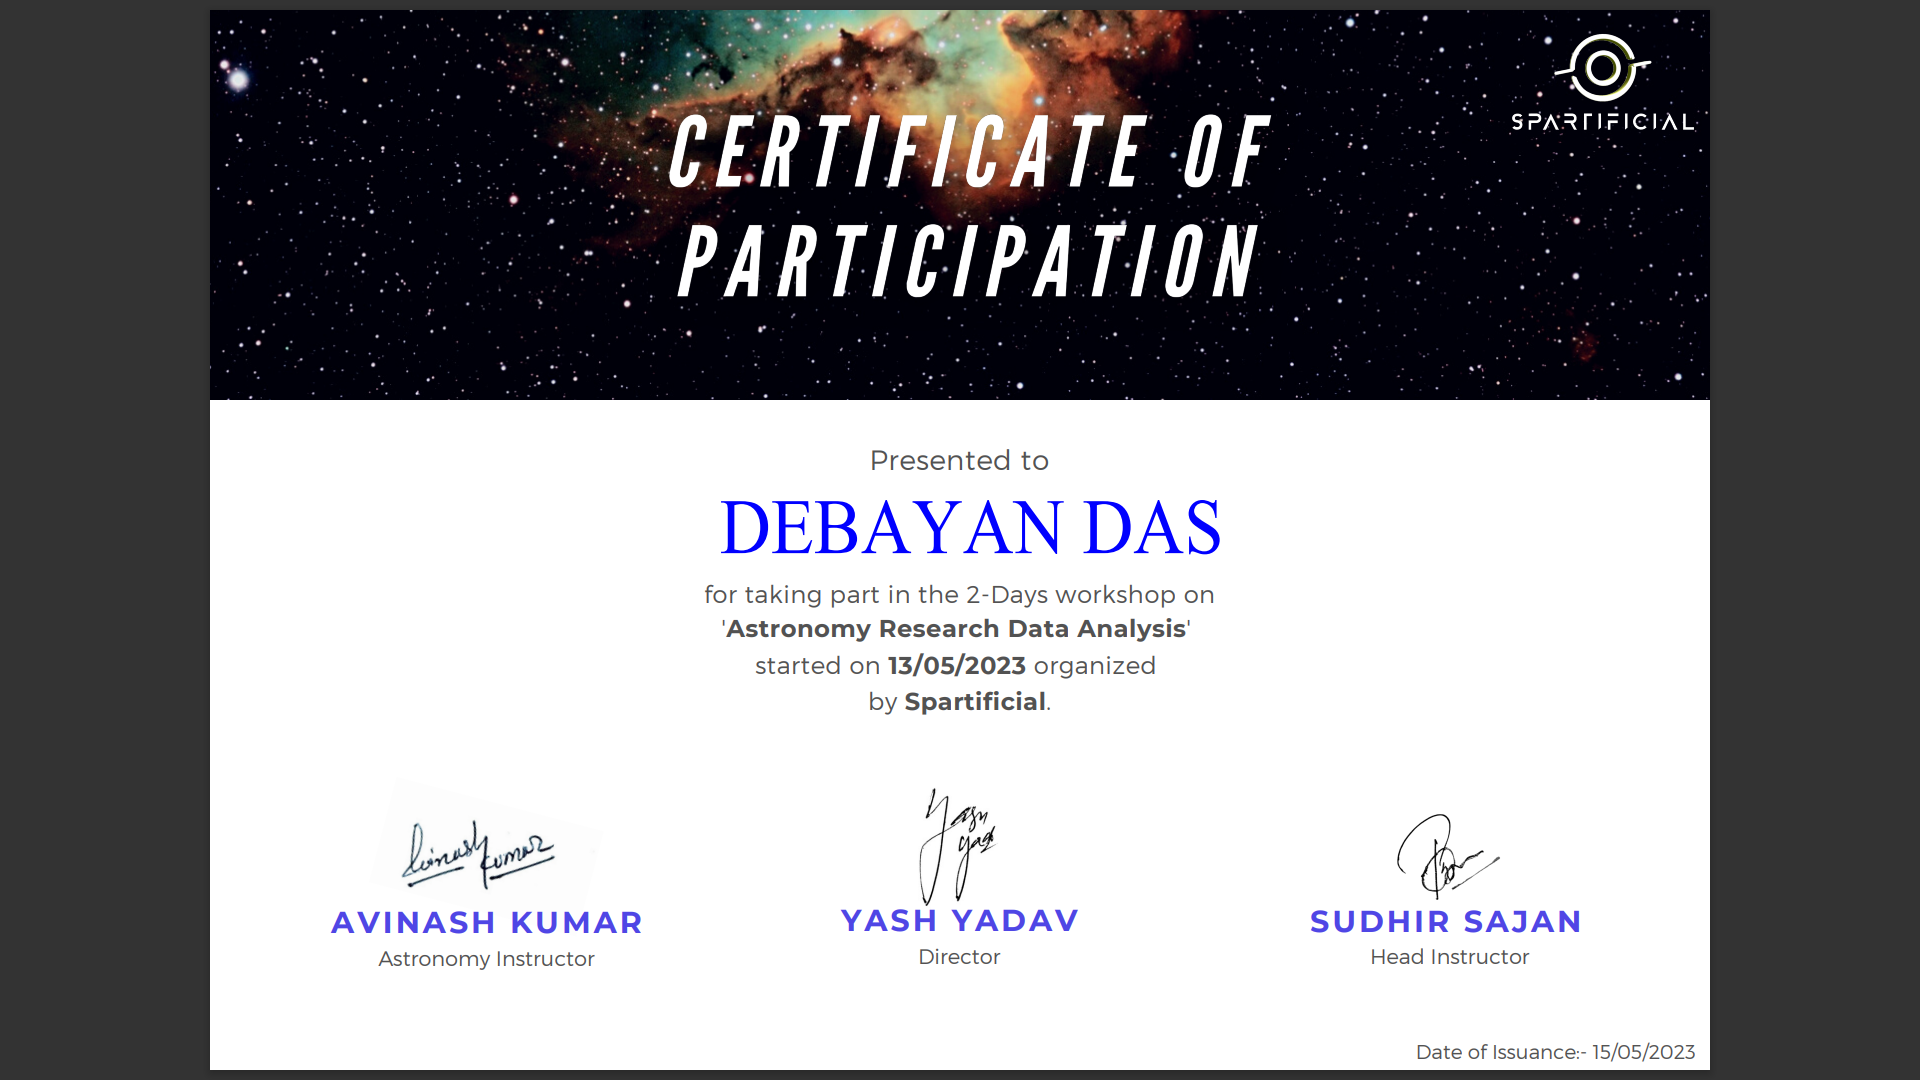 SPARTIFICIAL
CERTIFICATE OF
PARTICIPATION
Presented to
DEBAYAN DAS
for taking part in the 2-Days workshop on
'Astronomy Research Data Analysis'
started on 13/05/2023 organized
by Spartificial.
Avinash Kumar
Yash
Yadav
AVINASH KUMAR
YASH YADAV
SUDHIR SAJAN
Astronomy Instructor
Director
Head Instructor
Date of Issuance:- 15/05/2023